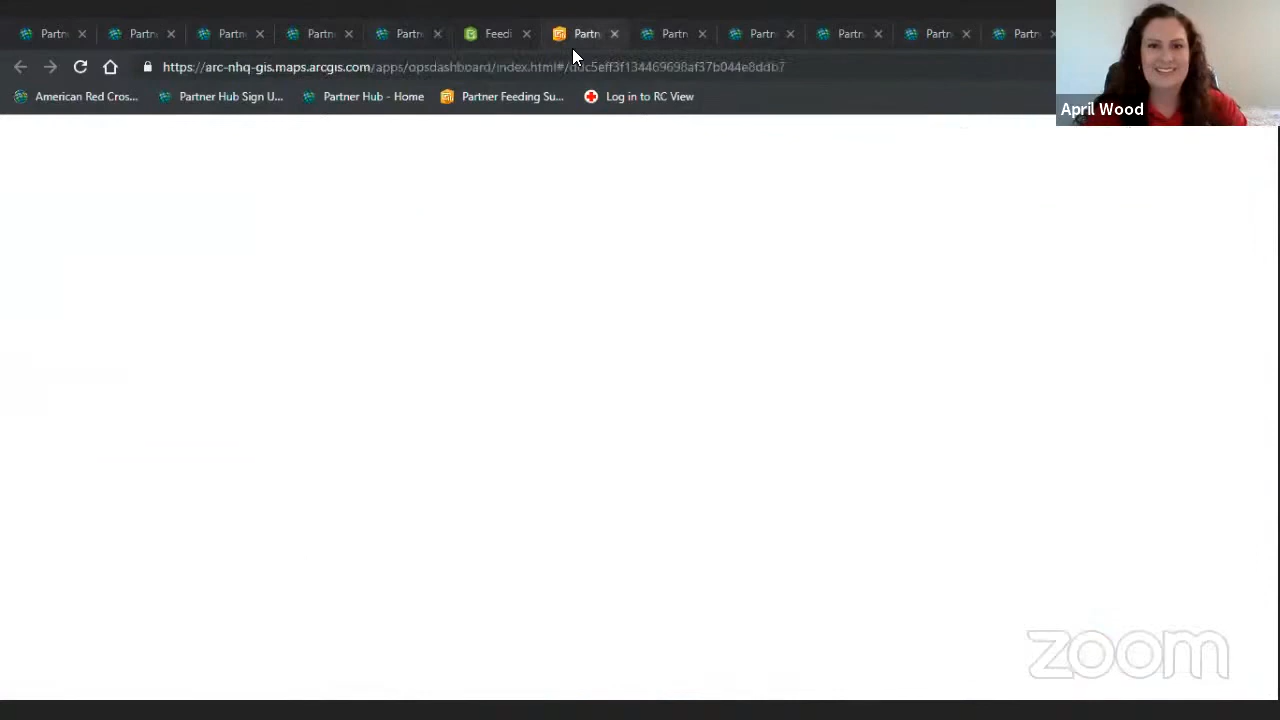 Partn Partn Partn Partn Partn Feedi Partn Partn Partn Partn Partn Partn
https://arc-nhq-gis.maps.arcgis.com/apps/opsdashboard/index.html#/ddc5eff3f134469698af37b044e8ddb7
American Red Cros... Partner Hub Sign U... Partner Hub - Home Partner Feeding Su... Log in to RC View
April Wood
zoom